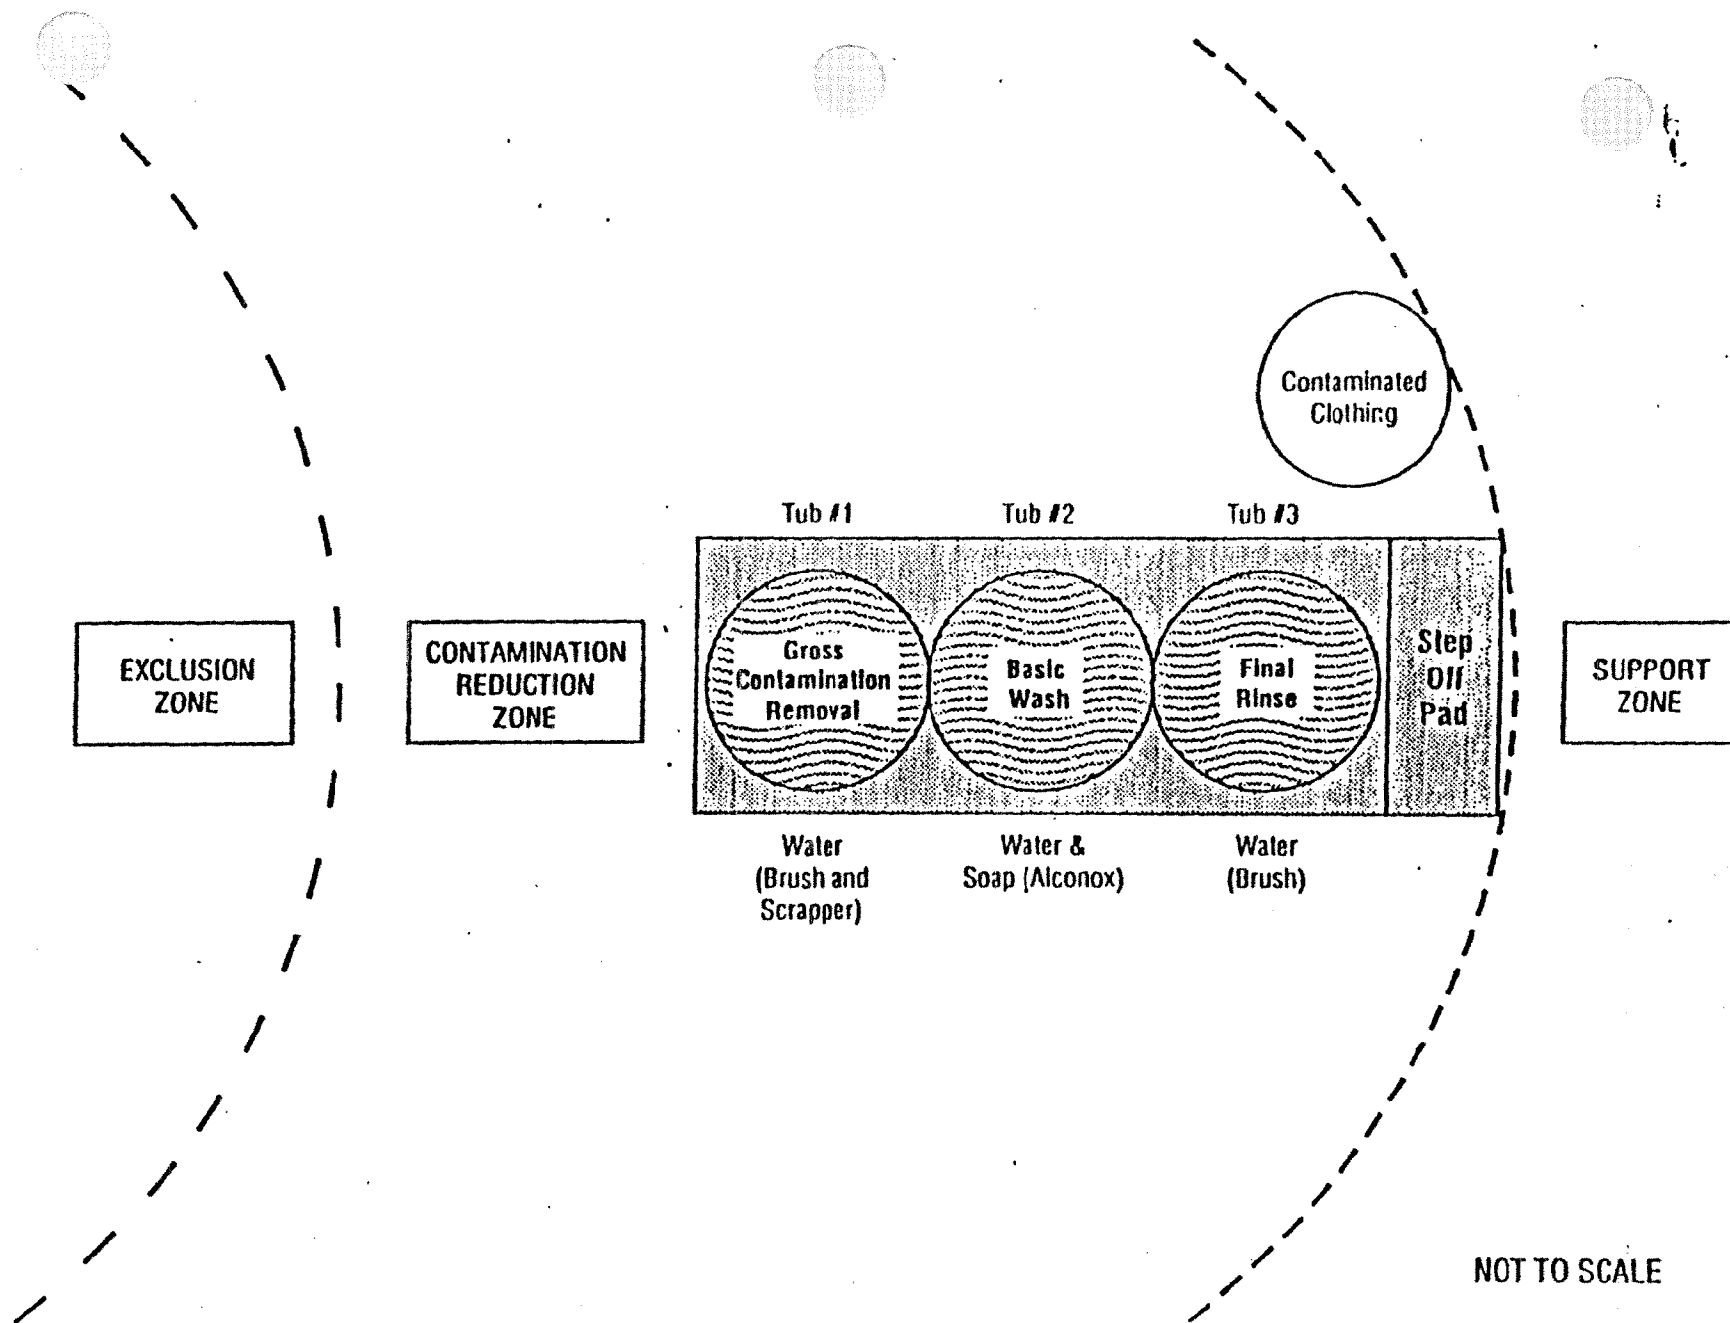 Contaminated
Clothing
Tub #1
Tub #2
Tub #3
EXCLUSION
ZONE
CONTAMINATION
REDUCTION
ZONE
Gross
Contamination
Removal
Basic
Wash
Final
Rinse
Step
Off
Pad
SUPPORT
ZONE
Water
(Brush and
Scrapper)
Water &
Soap (Alconox)
Water
(Brush)
NOT TO SCALE